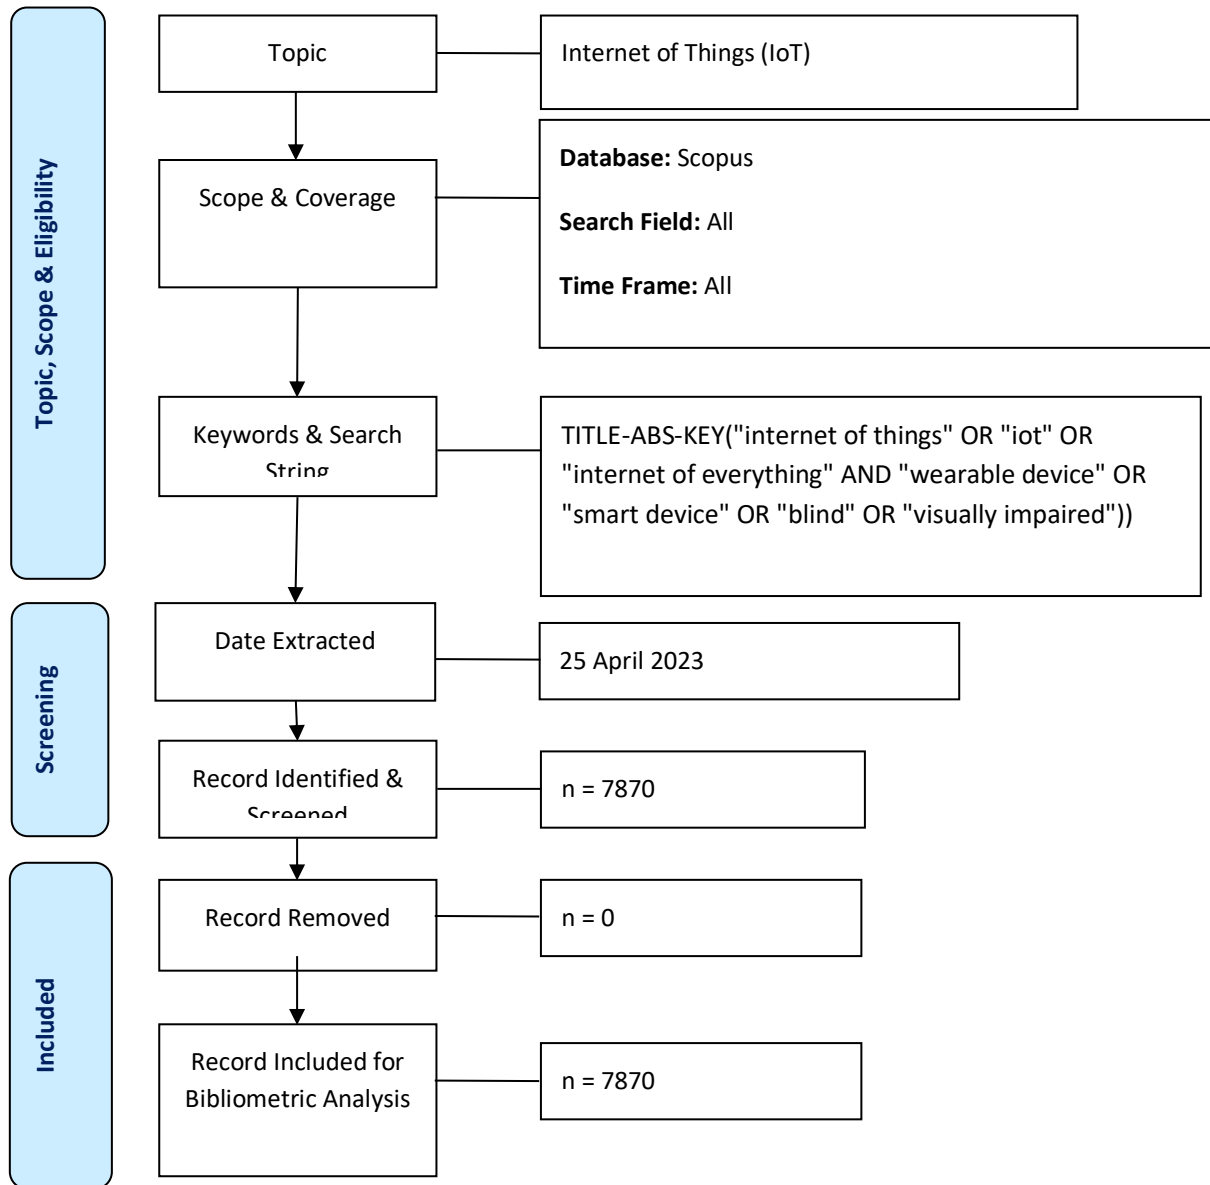 Topic, Scope & Eligibility
Topic
Internet of Things (IoT)
Scope & Coverage
Database: Scopus
Search Field: All
Time Frame: All
Keywords & Search
String
TITLE-ABS-KEY("internet of things" OR "iot" OR
"internet of everything" AND "wearable device" OR
"smart device" OR "blind" OR "visually impaired"))
Screening
Date Extracted
25 April 2023
Record Identified &
Screened
n = 7870
Included
Record Removed
n = 0
Record Included for
Bibliometric Analysis
n = 7870